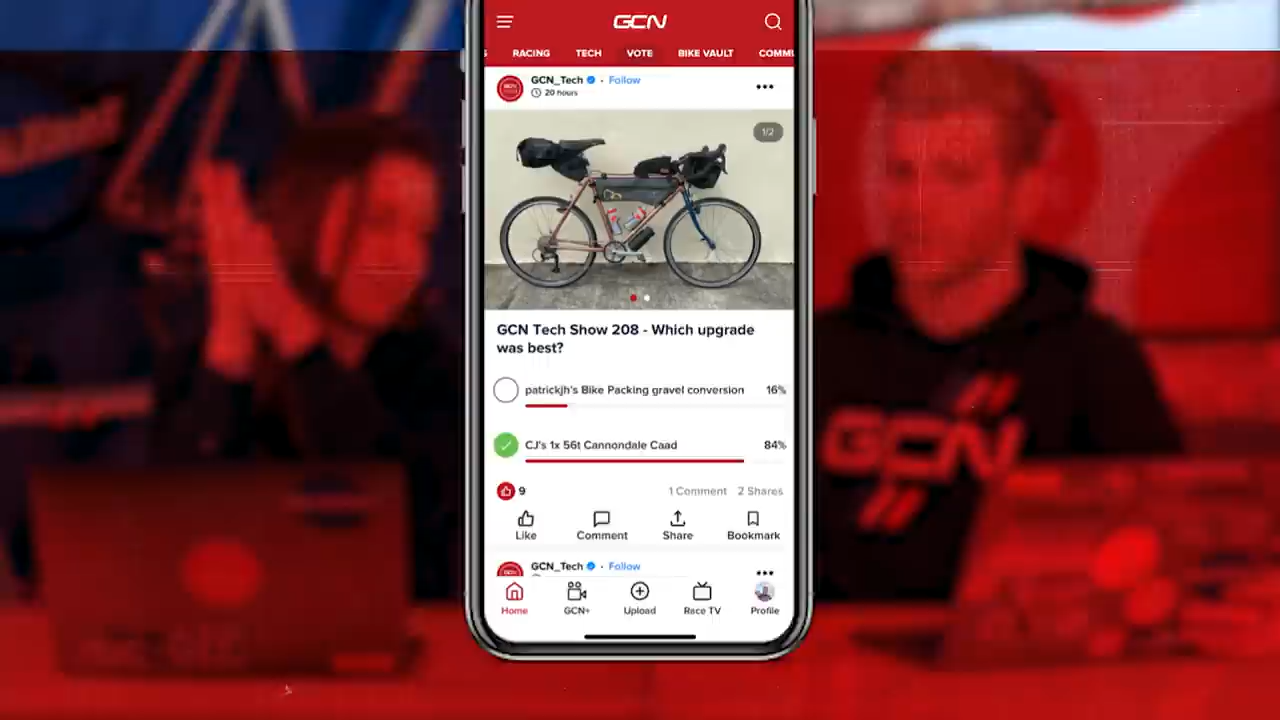 GCN
RACING TECH VOTE BIKE VAULT COMMU
GCN_Tech · Follow
20 hours
1/2
GCN Tech Show 208 - Which upgrade
was best?
patrickjh's Bike Packing gravel conversion 16%
CJ's 1x 56t Cannondale Caad 84%
9 1 Comment 2 Shares
Like Comment Share Bookmark
GCN_Tech · Follow
Home GCN+ Upload Race TV Profile
GCN